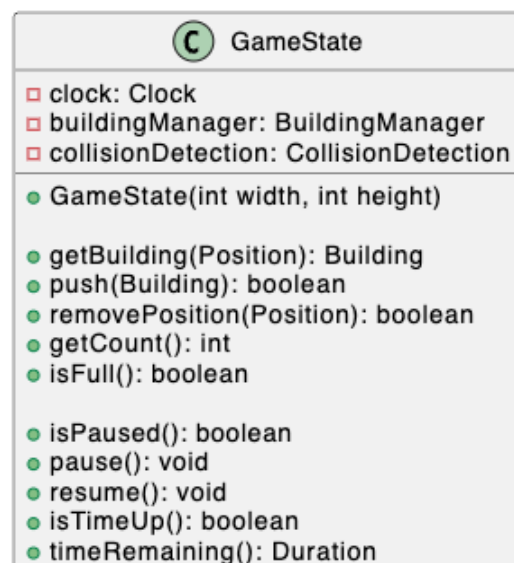 C GameState
clock: Clock
buildingManager: BuildingManager
collisionDetection: CollisionDetection
GameState(int width, int height)
getBuilding(Position): Building
push(Building): boolean
removePosition(Position): boolean
getCount(): int
isFull(): boolean
isPaused(): boolean
pause(): void
resume(): void
isTimeUp(): boolean
timeRemaining(): Duration